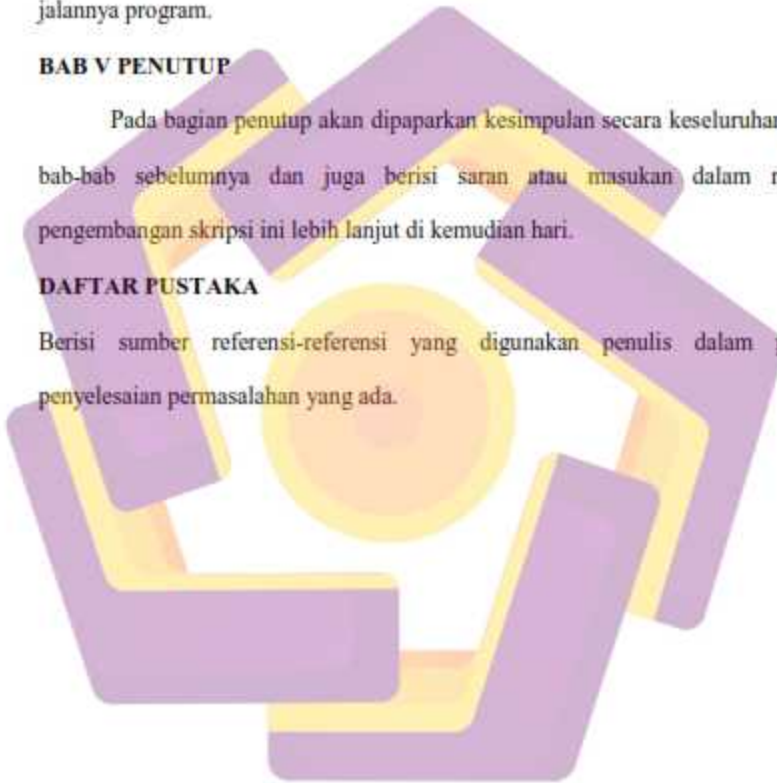 jalannya program.
BAB V PENUTUP
Pada bagian penutup akan dipaparkan kesimpulan secara keseluruhan
bab-bab sebelumnya dan juga berisi saran atau masukan dalam
pengembangan skripsi ini lebih lanjut di kemudian hari.
DAFTAR PUSTAKA
Berisi sumber referensi-referensi yang digunakan penulis dalam
penyelesaian permasalahan yang ada.